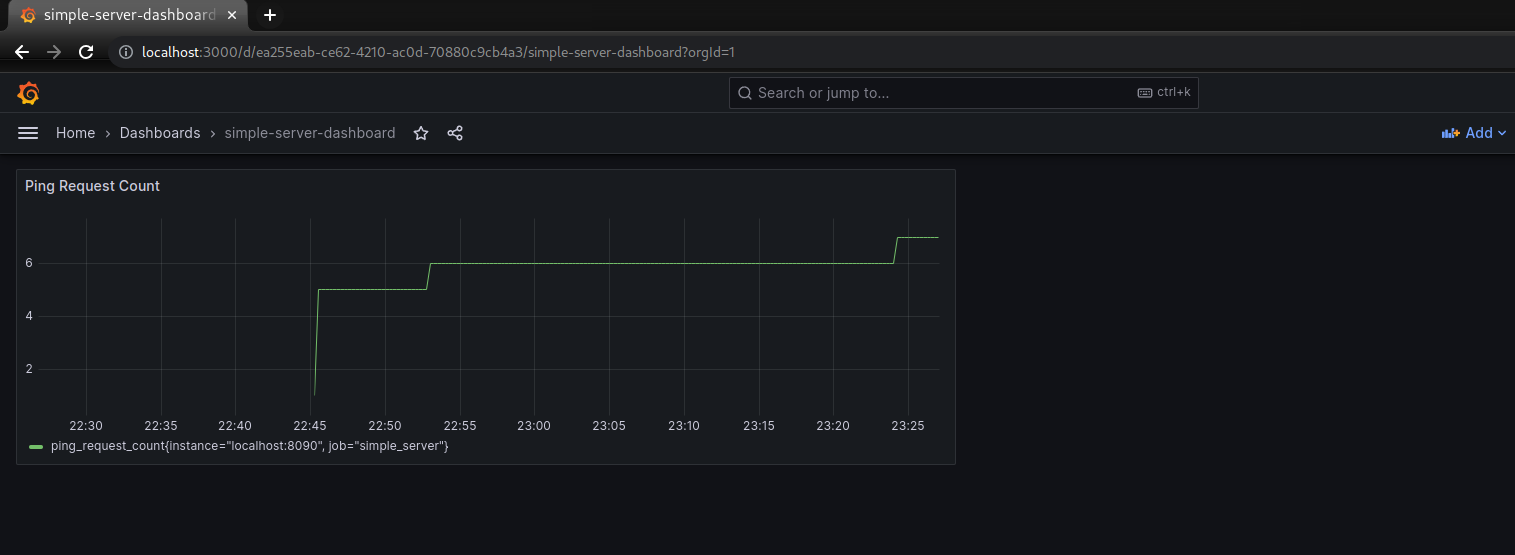 simple-server-dashboard
localhost:3000/d/ea255eab-ce62-4210-ac0d-70880c9cb4a3/simple-server-dashboard?orgId=1
Search or jump to... ctrl+k
Home › Dashboards › simple-server-dashboard Add
Ping Request Count
6
4
2
22:30 22:35 22:40 22:45 22:50 22:55 23:00 23:05 23:10 23:15 23:20 23:25
ping_request_count{instance="localhost:8090", job="simple_server"}